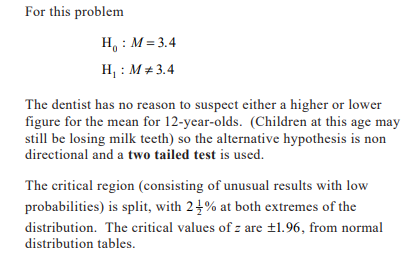 For this problem
H₀ : M = 3.4
H₁ : M ≠ 3.4
The dentist has no reason to suspect either a higher or lower
figure for the mean for 12-year-olds. (Children at this age may
still be losing milk teeth) so the alternative hypothesis is non
directional and a two tailed test is used.
The critical region (consisting of unusual results with low
probabilities) is split, with 2½% at both extremes of the
distribution. The critical values of z are ±1.96, from normal
distribution tables.